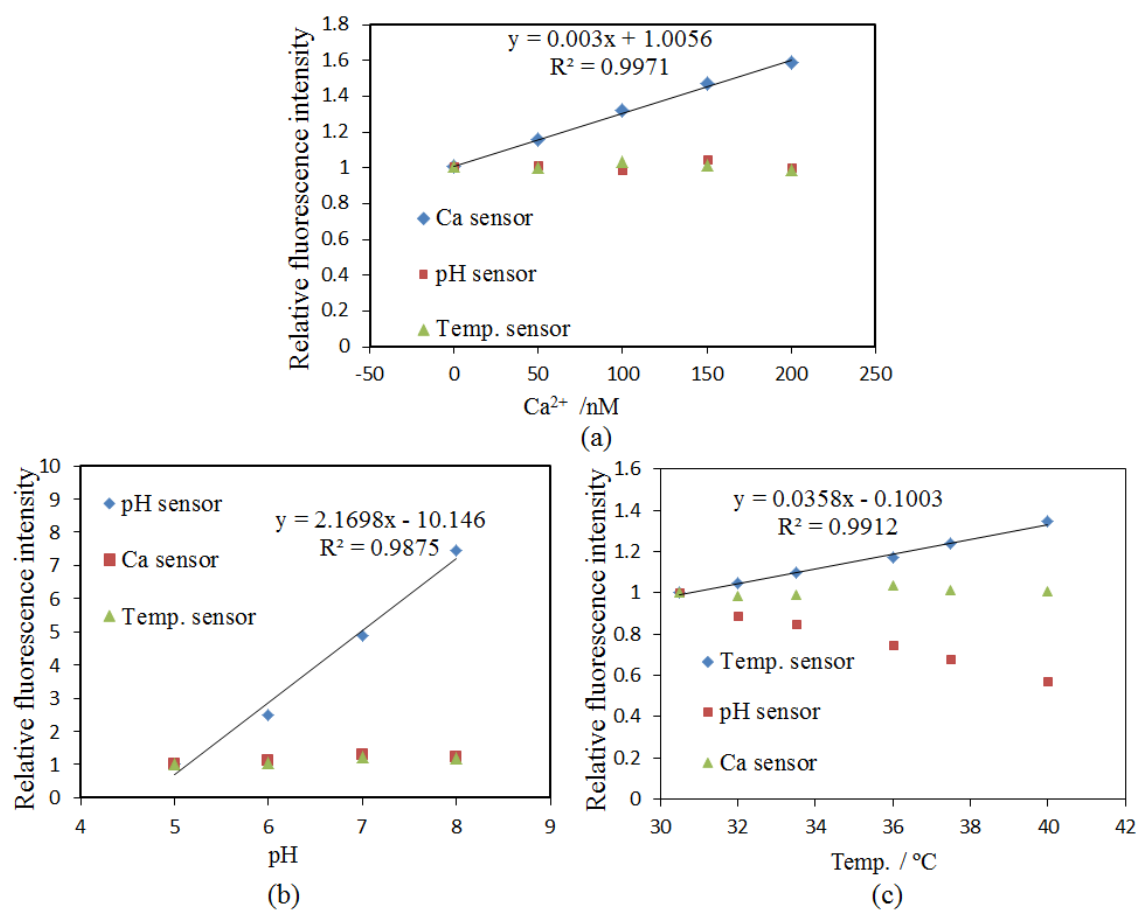 Relative fluorescence intensity
1.8
1.6
1.4
1.2
1
0.8
0.6
0.4
0.2
0
y = 0.003x + 1.0056
R² = 0.9971
Ca sensor
pH sensor
Temp. sensor
-50 0 50 100 150 200 250
Ca²⁺ /nM
(a)
Relative fluorescence intensity
10
9
8
7
6
5
4
3
2
1
0
pH sensor
Ca sensor
Temp. sensor
y = 2.1698x - 10.146
R² = 0.9875
4 5 6 7 8 9
pH
(b)
Relative fluorescence intensity
1.6
1.4
1.2
1
0.8
0.6
0.4
0.2
0
y = 0.0358x - 0.1003
R² = 0.9912
Temp. sensor
pH sensor
Ca sensor
30 32 34 36 38 40 42
Temp. / ºC
(c)